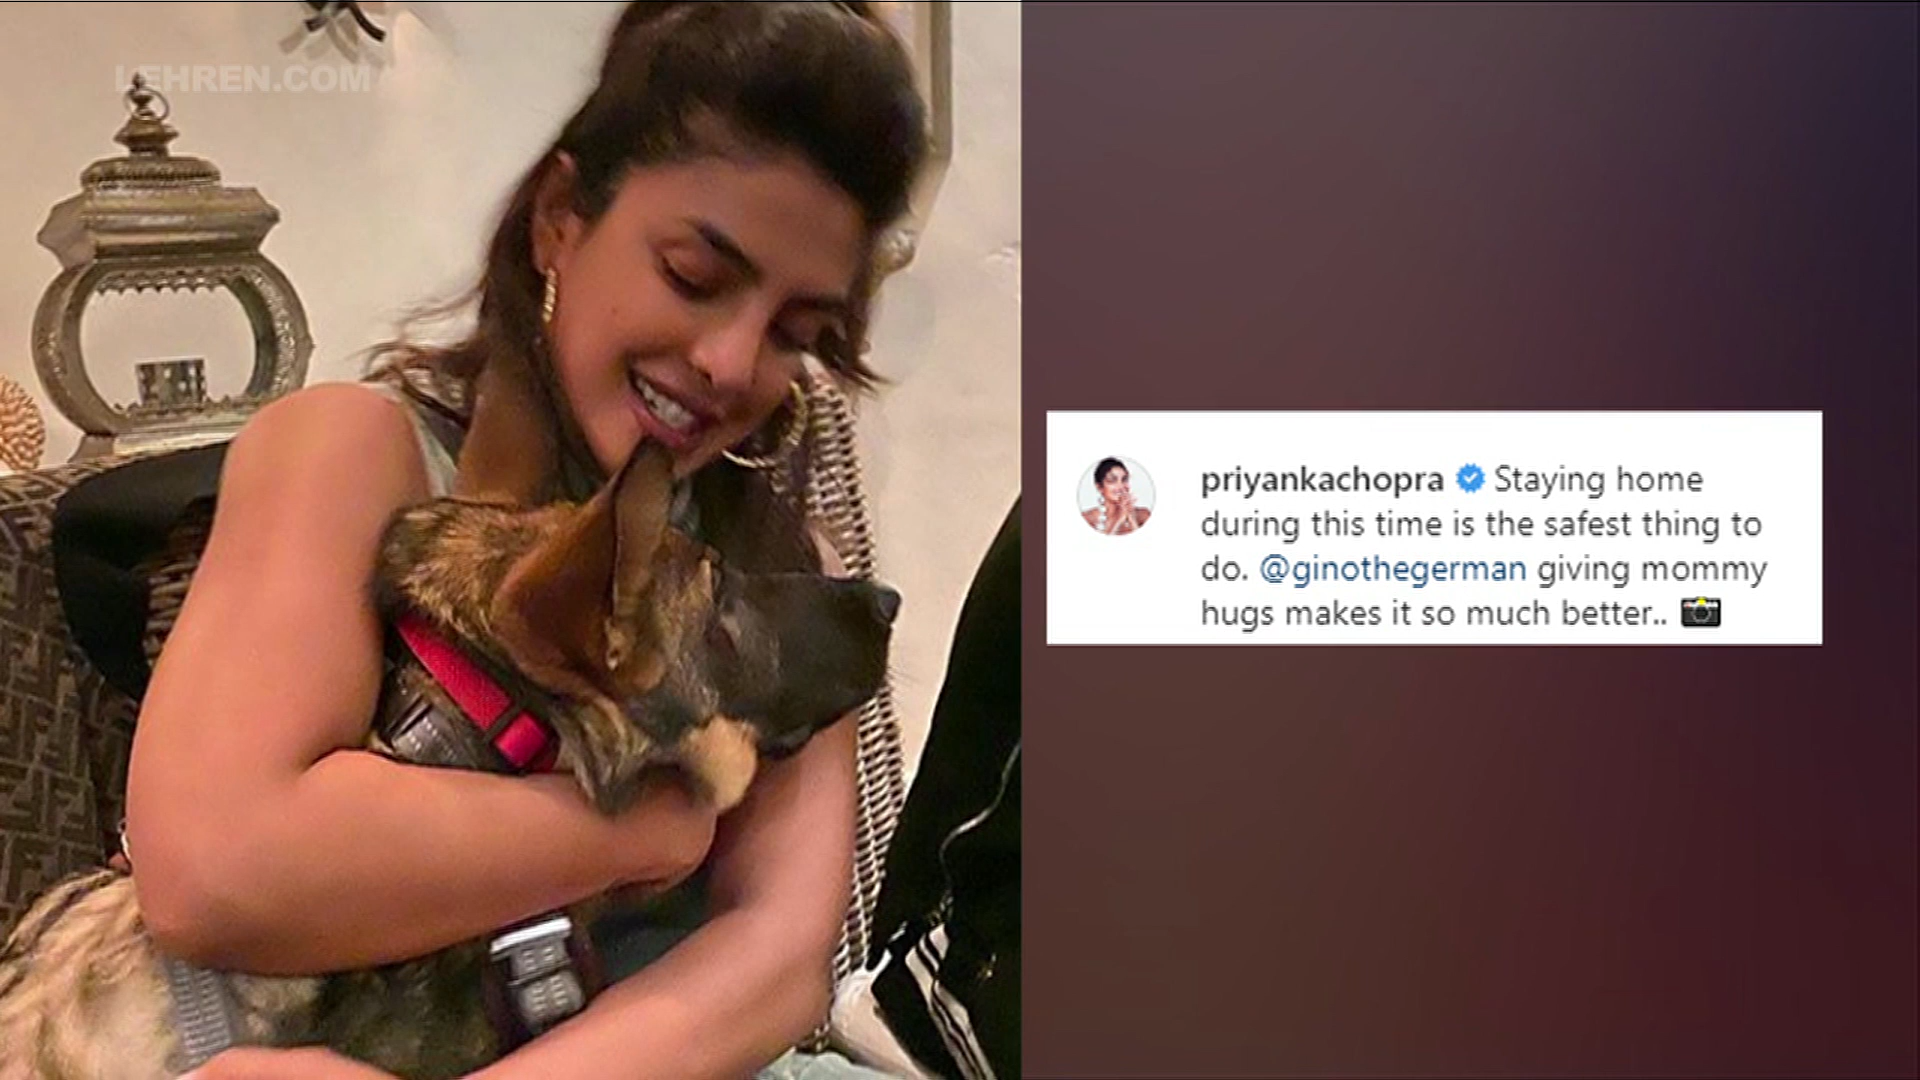 LEHREN.COM
priyankachopra Staying home
during this time is the safest thing to
do. @ginothegerman giving mommy
hugs makes it so much better.. 📷